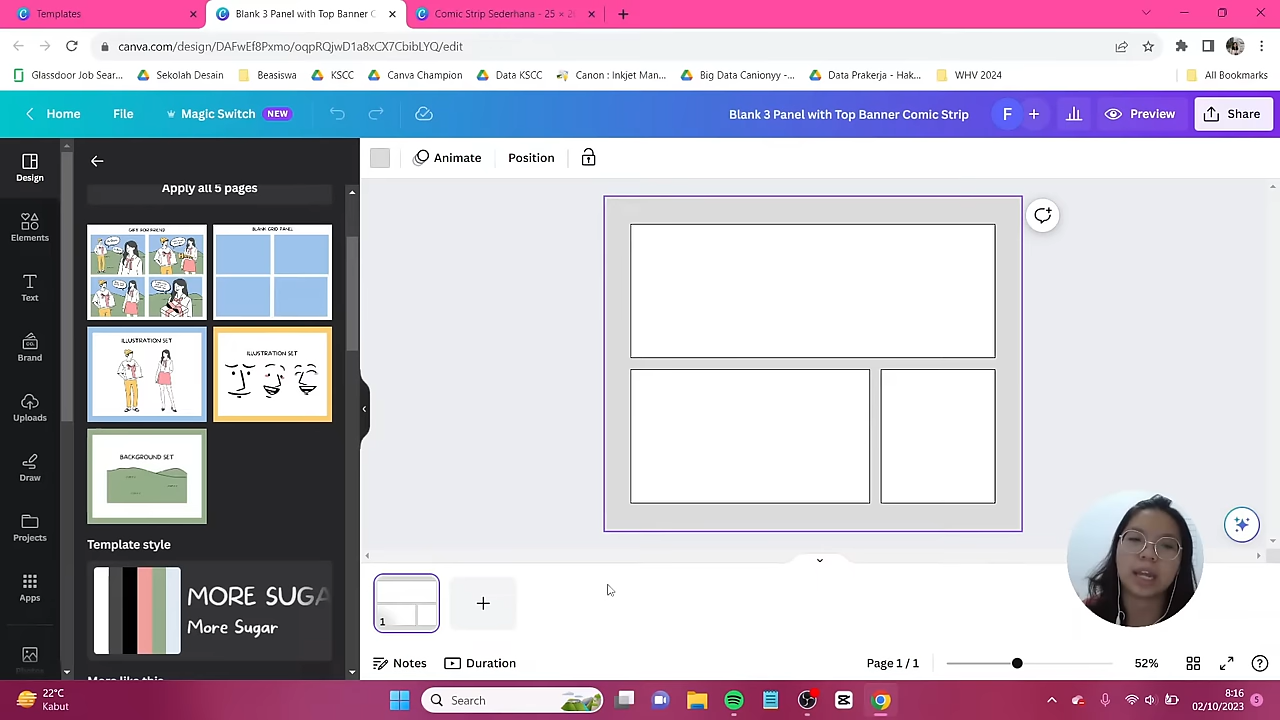 Templates
Blank 3 Panel with Top Banner C
Comic Strip Sederhana - 25 × 2
canva.com/design/DAFwEf8Pxmo/oqpRQjwD1a8xCX7CbibLYQ/edit
Glassdoor Job Sear...
Sekolah Desain
Beasiswa
KSCC
Canva Champion
Data KSCC
Canon : Inkjet Man...
Big Data Canionyy -...
Data Prakerja - Hak...
WHV 2024
All Bookmarks
Home
File
Magic Switch
NEW
Blank 3 Panel with Top Banner Comic Strip
F
Preview
Share
Design
Elements
Text
Brand
Uploads
Draw
Projects
Apps
Animate
Position
Apply all 5 pages
GIFT FOR FRIEND
BLANK GRID PANEL
ILLUSTRATION SET
ILLUSTRATION SET
BACKGROUND SET
Template style
MORE SUGA
More Sugar
1
Notes
Duration
Page 1 / 1
52%
22°C
Kabut
Search
8:16
02/10/2023
5